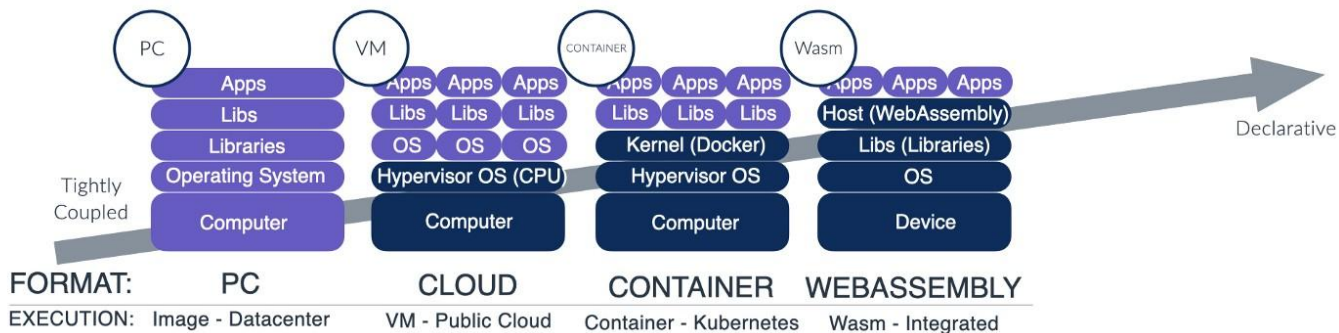 PC
VM
CONTAINER
Wasm
Apps
Apps Apps Apps
Apps Apps Apps
Apps Apps Apps
Libs
Libs Libs Libs
Libs Libs Libs
Host (WebAssembly)
Declarative
Libraries
OS OS OS
Kernel (Docker)
Libs (Libraries)
Tightly
Coupled
Operating System
Hypervisor OS (CPU)
Hypervisor OS
OS
Computer
Computer
Computer
Device
FORMAT: PC CLOUD CONTAINER WEBASSEMBLY
EXECUTION: Image - Datacenter VM - Public Cloud Container - Kubernetes Wasm - Integrated